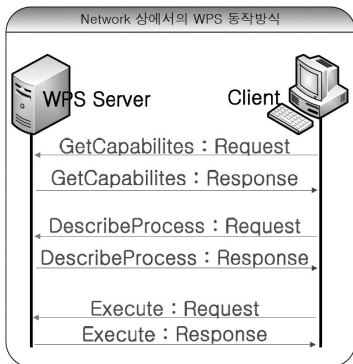 Network 상에서의 WPS 동작방식
WPS Server
Client
GetCapabilites : Request
GetCapabilites : Response
DescribeProcess : Request
DescribeProcess : Response
Execute : Request
Execute : Response